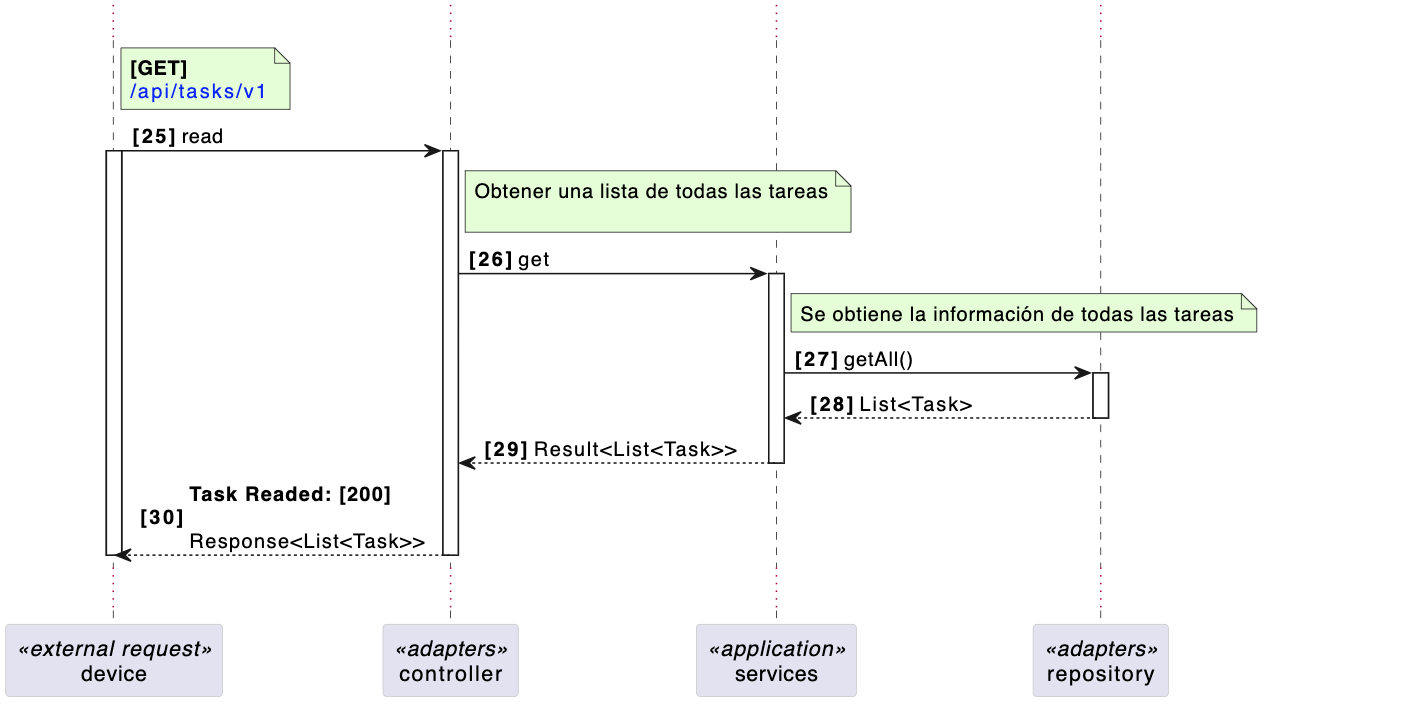 [GET]
/api/tasks/v1
[25] read
Obtener una lista de todas las tareas
[26] get
Se obtiene la información de todas las tareas
[27] getAll()
[28] List<Task>
[29] Result<List<Task>>
Task Readed: [200]
[30]
Response<List<Task>>
«external request»
device
«adapters»
controller
«application»
services
«adapters»
repository